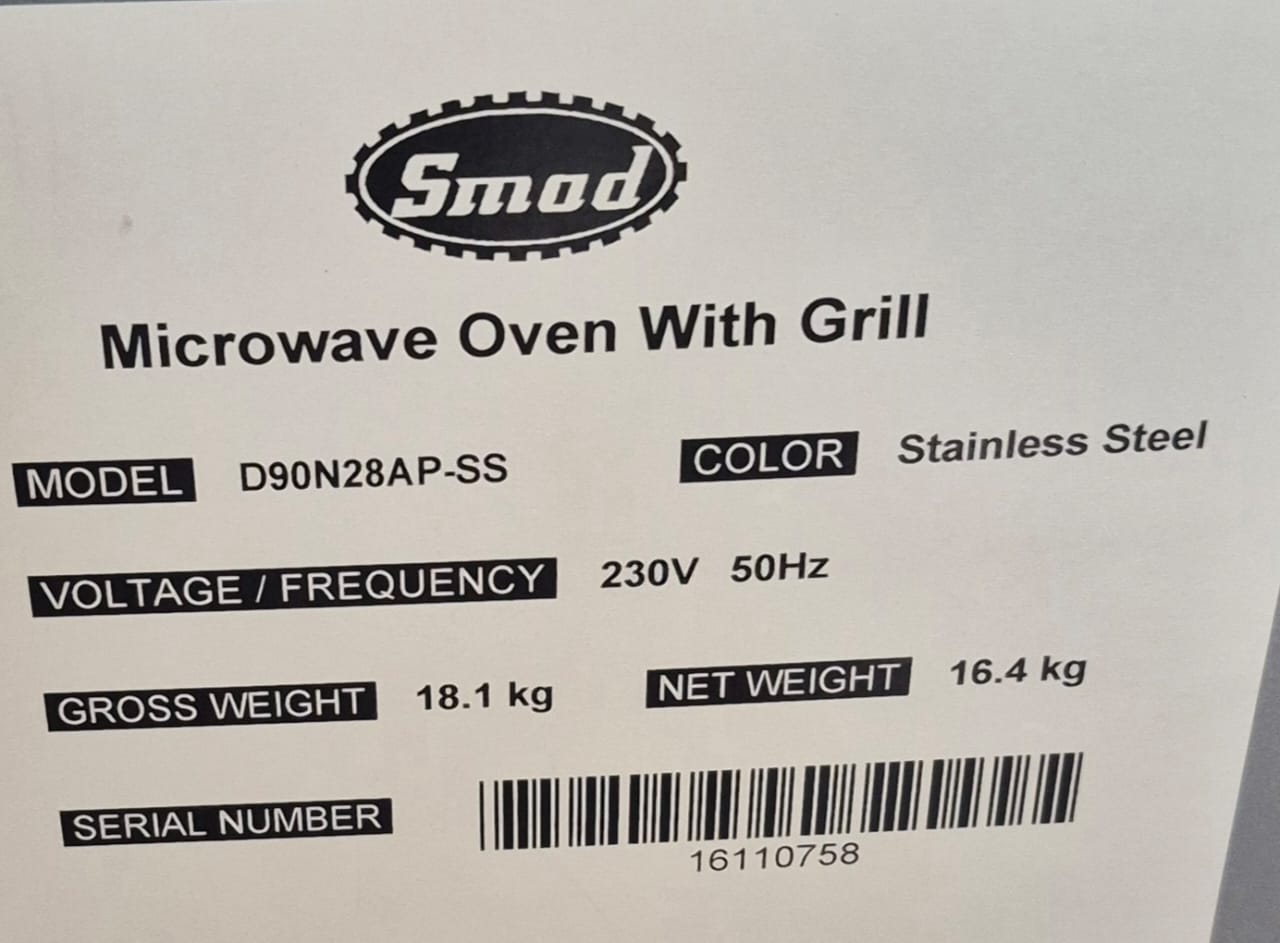 Smad
Microwave Oven With Grill
MODEL D90N28AP-SS COLOR Stainless Steel
VOLTAGE / FREQUENCY 230V 50Hz
GROSS WEIGHT 18.1 kg NET WEIGHT 16.4 kg
SERIAL NUMBER
16110758